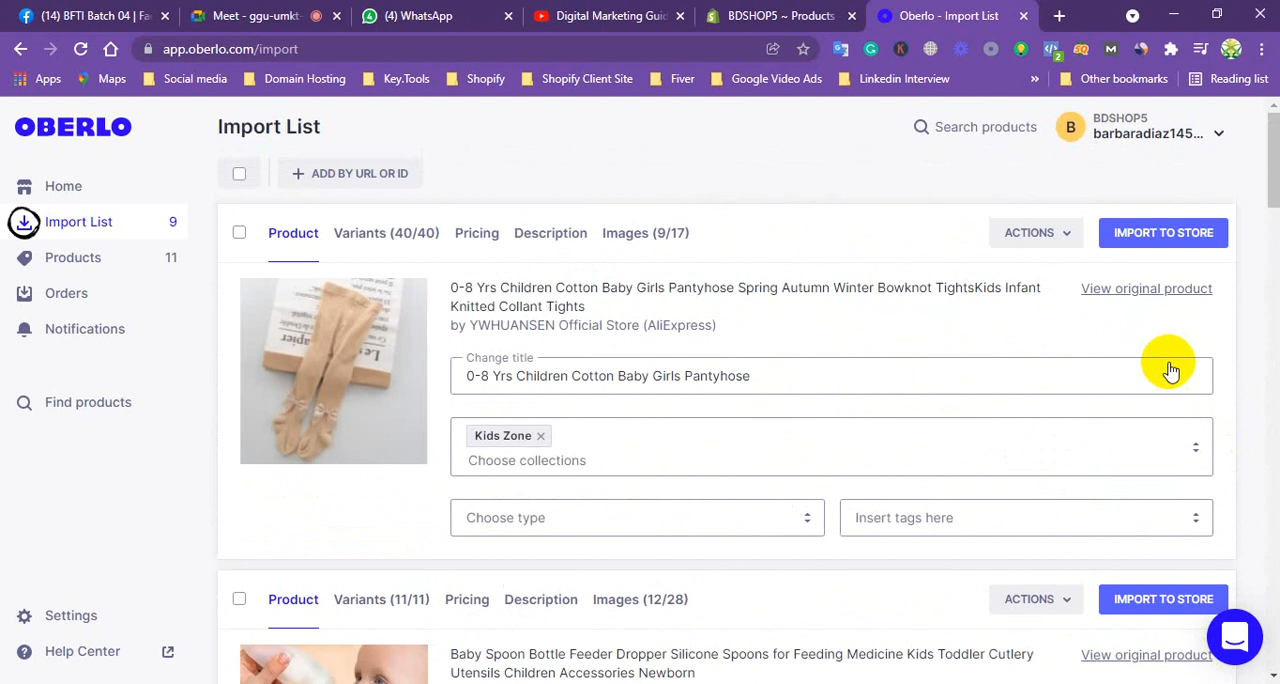 (14) BFTI Batch 04 | Fa
Meet - ggu-umkt-
(4) WhatsApp
Digital Marketing Guid
BDSHOP5 ~ Products
Oberlo - Import List
app.oberlo.com/import
Apps
Maps
Social media
Domain Hosting
Key.Tools
Shopify
Shopify Client Site
Fiver
Google Video Ads
Linkedin Interview
»
Other bookmarks
Reading list
OBERLO
Import List
Search products
B
BDSHOP5
barbaradiaz145...
Home
Import List 9
Products 11
Orders
Notifications
Find products
Settings
Help Center
+ ADD BY URL OR ID
Product Variants (40/40) Pricing Description Images (9/17) ACTIONS IMPORT TO STORE
0-8 Yrs Children Cotton Baby Girls Pantyhose Spring Autumn Winter Bowknot TightsKids Infant
Knitted Collant Tights
View original product
by YWHUANSEN Official Store (AliExpress)
Change title
0-8 Yrs Children Cotton Baby Girls Pantyhose
Kids Zone ×
Choose collections
Choose type
Insert tags here
Product Variants (11/11) Pricing Description Images (12/28) ACTIONS IMPORT TO STORE
Baby Spoon Bottle Feeder Dropper Silicone Spoons for Feeding Medicine Kids Toddler Cutlery
Utensils Children Accessories Newborn
View original product